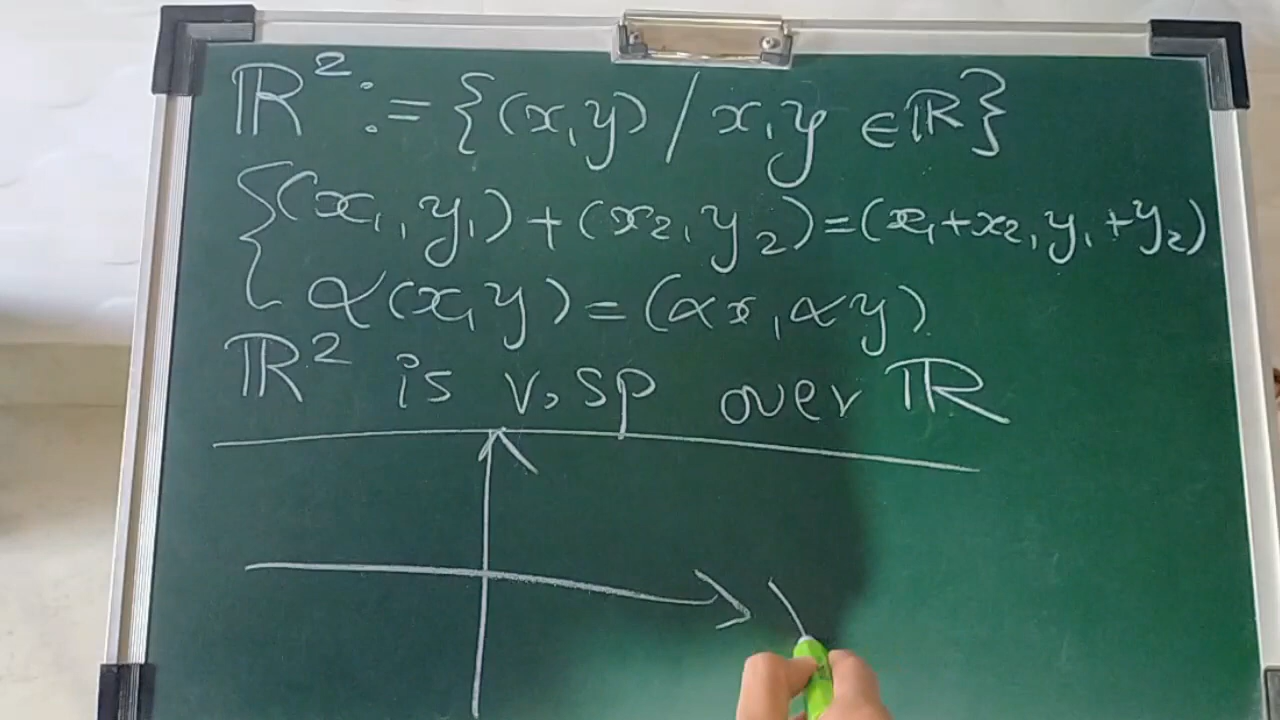 ℝ² := {(x,y) / x,y ∈ ℝ}
{(x₁,y₁)+(x₂,y₂)=(x₁+x₂,y₁+y₂)
α(x,y)=(αx,αy).
ℝ² is v.sp over ℝ